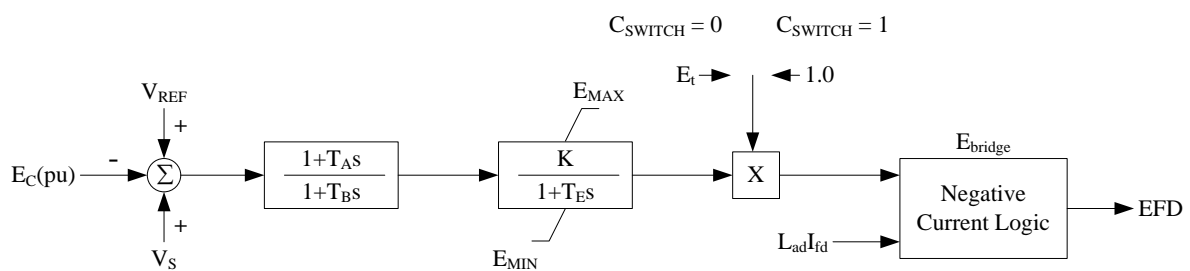 C_SWITCH = 0
C_SWITCH = 1
E_t
1.0
V_REF
E_MAX
+
-
E_C(pu)
Σ
1+T_As
1+T_Bs
K
1+T_Es
X
E_bridge
Negative
Current Logic
EFD
+
V_S
E_MIN
L_adI_fd